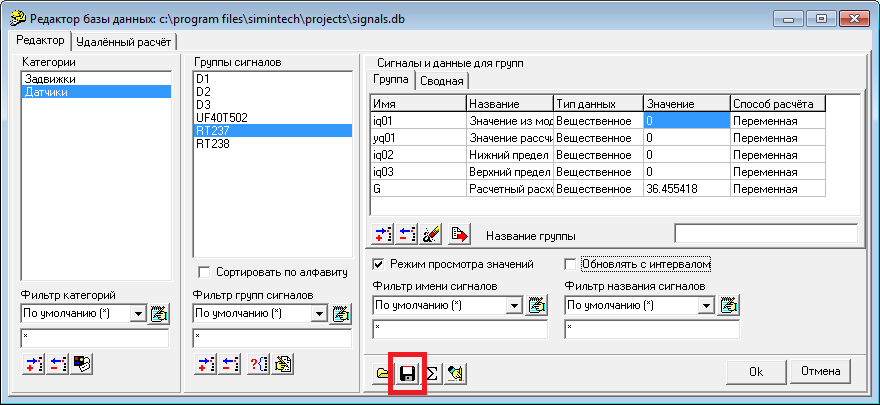 Редактор базы данных: c:\program files\simintech\projects\signals.db
Редактор Удалённый расчёт
Категории
Задвижки
Датчики
Фильтр категорий
По умолчанию (*)
*
Группы сигналов
D1
D2
D3
UF40T502
RT237
RT238
Сортировать по алфавиту
Фильтр групп сигналов
По умолчанию (*)
*
?{}
Сигналы и данные для групп
Группа Сводная
Имя Название Тип данных Значение Способ расчёта
iq01 Значение из мод Вещественное 0 Переменная
yq01 Значение рассчи Вещественное 0 Переменная
iq02 Нижний предел Вещественное 0 Переменная
iq03 Верхний предел Вещественное 0 Переменная
G Расчетный расхо Вещественное 36.455418 Переменная
Название группы
Режим просмотра значений Обновлять с интервалом
Фильтр имени сигналов Фильтр названия сигналов
По умолчанию (*) По умолчанию (*)
* *
Σ Ok Отмена